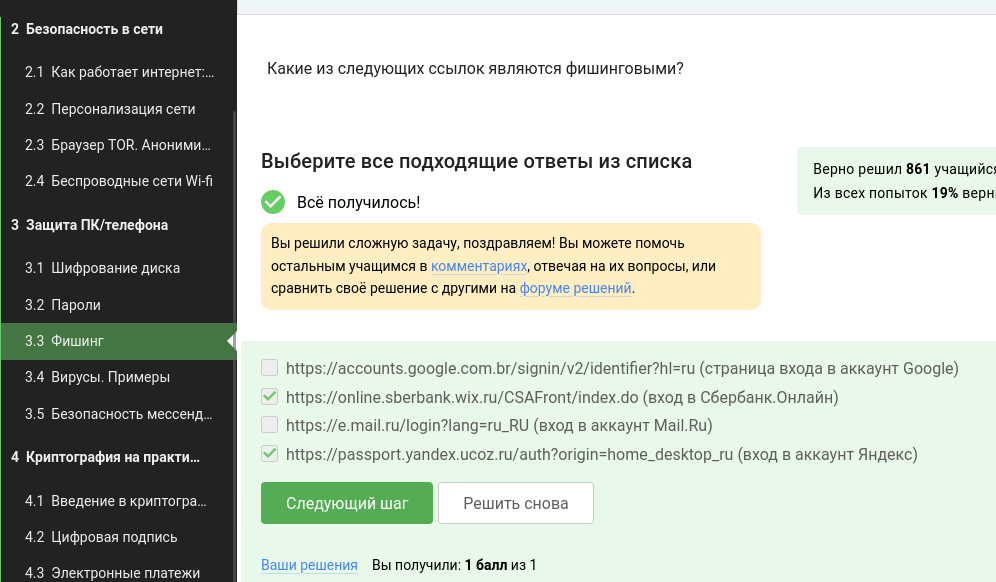 2 Безопасность в сети
2.1 Как работает интернет:...
2.2 Персонализация сети
2.3 Браузер TOR. Аноними...
2.4 Беспроводные сети Wi-fi
3 Защита ПК/телефона
3.1 Шифрование диска
3.2 Пароли
3.3 Фишинг
3.4 Вирусы. Примеры
3.5 Безопасность мессенд...
4 Криптография на практи...
4.1 Введение в криптогра...
4.2 Цифровая подпись
4.3 Электронные платежи
Какие из следующих ссылок являются фишинговыми?
Выберите все подходящие ответы из списка
Верно решил 861 учащийся
Из всех попыток 19% верн
Всё получилось!
Вы решили сложную задачу, поздравляем! Вы можете помочь
остальным учащимся в комментариях, отвечая на их вопросы, или
сравнить своё решение с другими на форуме решений.
https://accounts.google.com.br/signin/v2/identifier?hl=ru (страница входа в аккаунт Google)
https://online.sberbank.wix.ru/CSAFront/index.do (вход в Сбербанк.Онлайн)
https://e.mail.ru/login?lang=ru_RU (вход в аккаунт Mail.Ru)
https://passport.yandex.ucoz.ru/auth?origin=home_desktop_ru (вход в аккаунт Яндекс)
Следующий шаг
Решить снова
Ваши решения Вы получили: 1 балл из 1